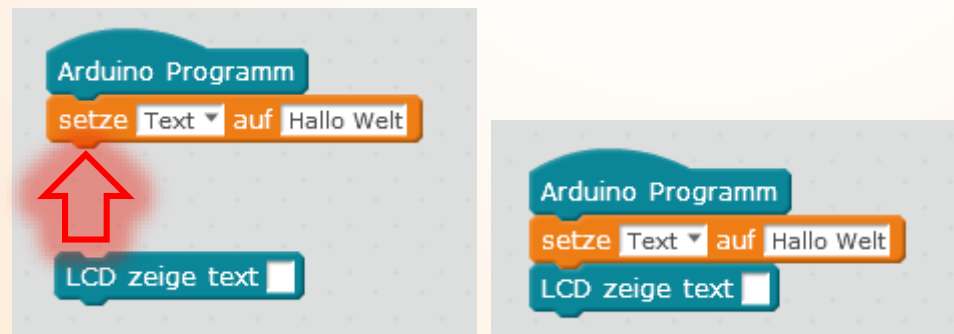 Arduino Programm
setze Text auf Hallo Welt
LCD zeige text
Arduino Programm
setze Text auf Hallo Welt
LCD zeige text